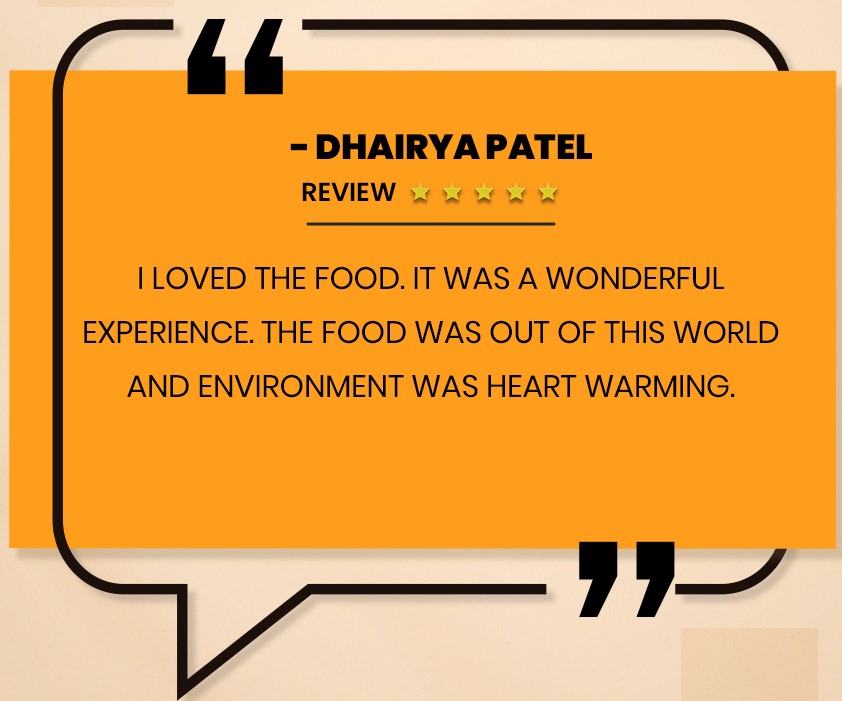 - DHAIRYA PATEL
REVIEW
I LOVED THE FOOD. IT WAS A WONDERFUL
EXPERIENCE. THE FOOD WAS OUT OF THIS WORLD
AND ENVIRONMENT WAS HEART WARMING.